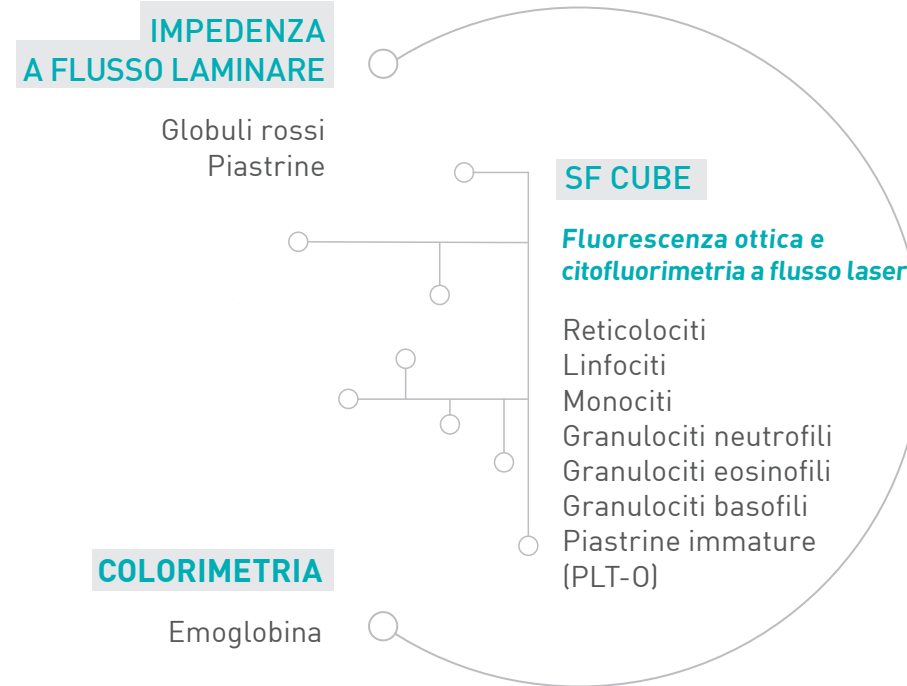 IMPEDENZA
A FLUSSO LAMINARE
Globuli rossi
Piastrine
SF CUBE
Fluorescenza ottica e
citofluorimetria a flusso laser
Reticolociti
Linfociti
Monociti
Granulociti neutrofili
Granulociti eosinofili
Granulociti basofili
Piastrine immature
(PLT-O)
COLORIMETRIA
Emoglobina